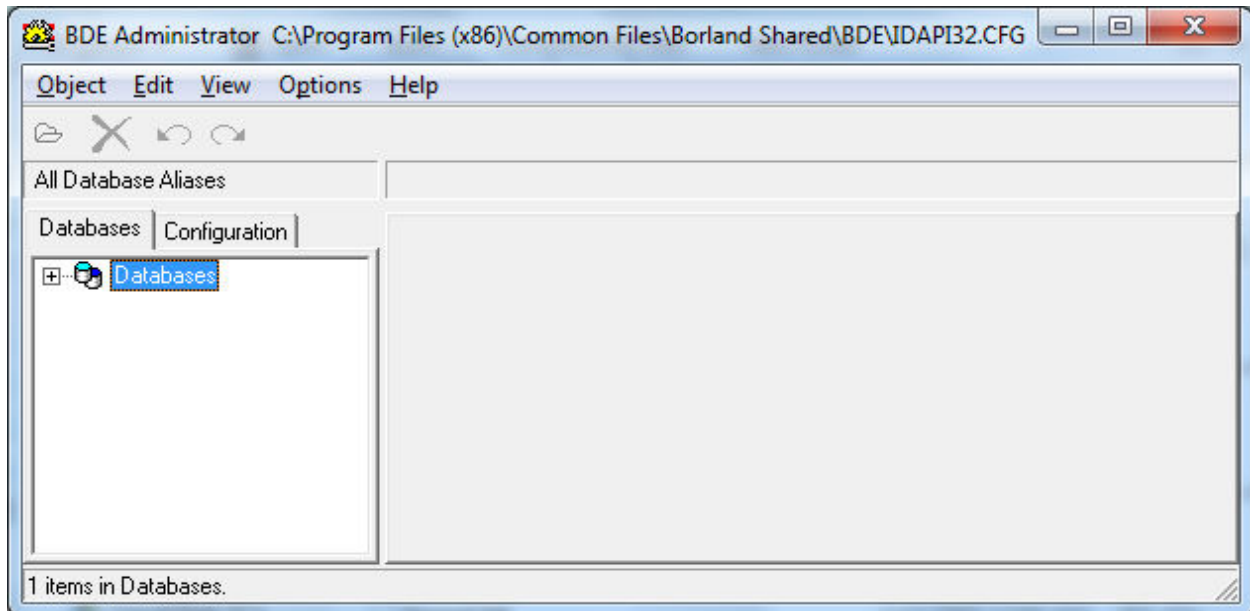 BDE Administrator C:\Program Files (x86)\Common Files\Borland Shared\BDE\IDAPI32.CFG
Object Edit View Options Help
All Database Aliases
Databases Configuration
Databases
1 items in Databases.